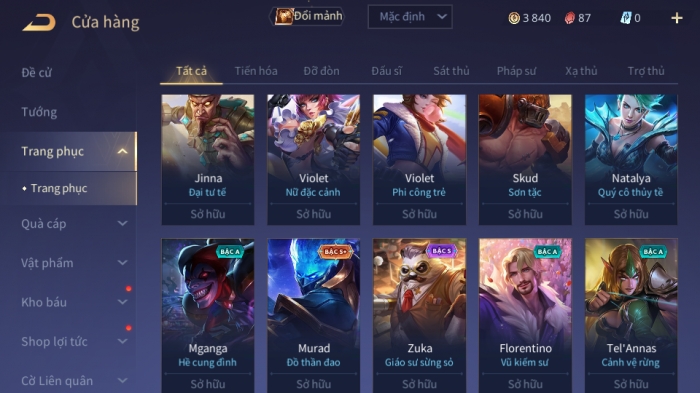 Cửa hàng
Đổi mảnh
Mặc định
3 840
87
0
Đề cử
Tướng
Trang phục
Trang phục
Quà cáp
Vật phẩm
Kho báu
Shop lợi tức
Cờ Liên quân
Tất cả Tiến hóa Đỡ đòn Đấu sĩ Sát thủ Pháp sư Xạ thủ Trợ thủ
Jinna
Đại tư tế
Sở hữu
Violet
Nữ đặc cảnh
Sở hữu
Violet
Phi công trẻ
Sở hữu
Skud
Sơn tặc
Sở hữu
Natalya
Quý cô thủy tề
Sở hữu
Mganga
Hề cung đình
Sở hữu
BẬC S+
Murad
Đồ thần đao
Sở hữu
BẬC S
Zuka
Giáo sư sừng sỏ
Sở hữu
BẬC A
Florentino
Vũ kiếm sư
Sở hữu
BẬC A
Tel'Annas
Cảnh vệ rừng
Sở hữu
BẬC A